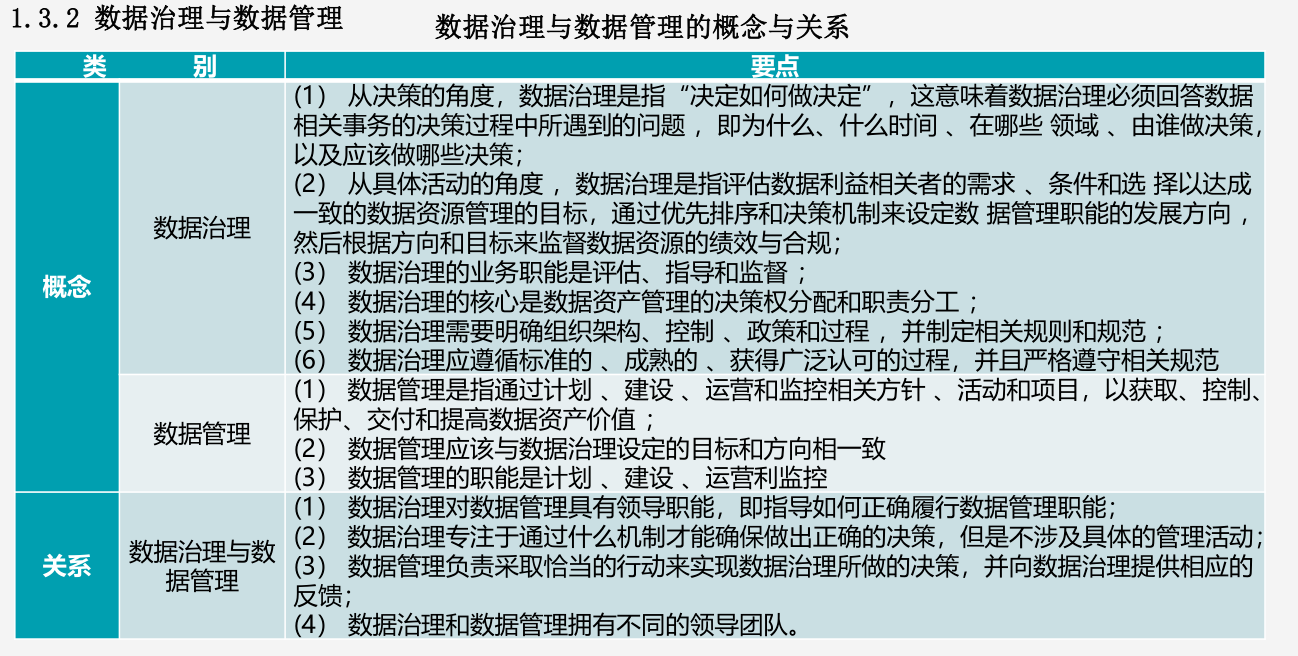 1.3.2 数据治理与数据管理
数据治理与数据管理的概念与关系
类 别
要点
概念
数据治理
(1) 从决策的角度，数据治理是指“决定如何做决定”，这意味着数据治理必须回答数据
相关事务的决策过程中所遇到的问题 ，即为什么、什么时间 、在哪些 领域 、由谁做决策，
以及应该做哪些决策；
(2) 从具体活动的角度 ，数据治理是指评估数据利益相关者的需求 、条件和选 择以达成
一致的数据资源管理的目标，通过优先排序和决策机制来设定数 据管理职能的发展方向 ，
然后根据方向和目标来监督数据资源的绩效与合规；
(3) 数据治理的业务职能是评估、指导和监督 ；
(4) 数据治理的核心是数据资产管理的决策权分配和职责分工 ；
(5) 数据治理需要明确组织架构、控制 、政策和过程 ，并制定相关规则和规范 ；
(6) 数据治理应遵循标准的 、成熟的 、获得广泛认可的过程，并且严格遵守相关规范
数据管理
(1) 数据管理是指通过计划 、建设 、运营和监控相关方针 、活动和项目，以获取、控制、
保护、交付和提高数据资产价值 ；
(2) 数据管理应该与数据治理设定的目标和方向相一致
(3) 数据管理的职能是计划 、建设 、运营利监控
关系
数据治理与数
据管理
(1) 数据治理对数据管理具有领导职能，即指导如何正确履行数据管理职能；
(2) 数据治理专注于通过什么机制才能确保做出正确的决策，但是不涉及具体的管理活动；
(3) 数据管理负责采取恰当的行动来实现数据治理所做的决策，并向数据治理提供相应的
反馈；
(4) 数据治理和数据管理拥有不同的领导团队。